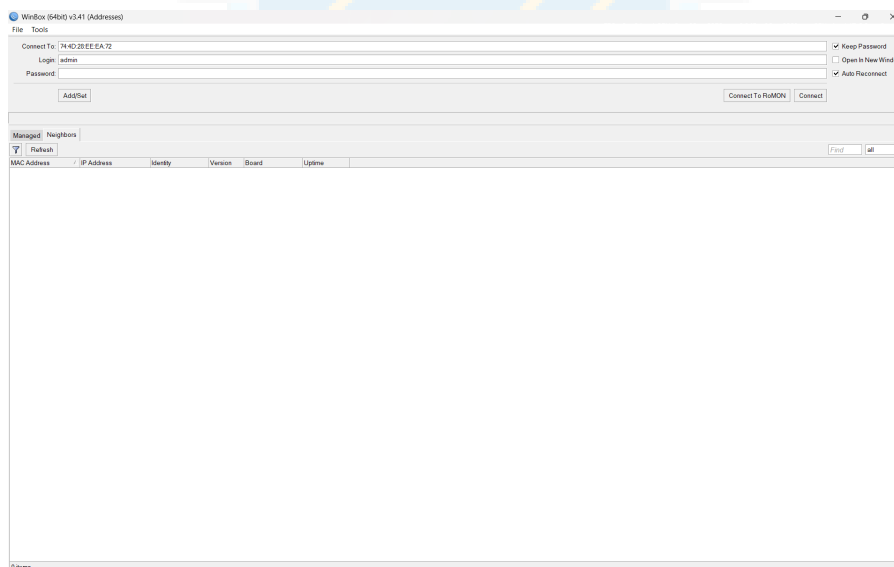 WinBox (64bit) v3.41 (Addresses)
File Tools
Connect To: 74:4D:28:EE:EA:72
Keep Password
Login: admin
Open In New Wind
Password:
Auto Reconnect
Add/Set
Connect To RoMON
Connect
Managed Neighbors
Refresh
Find
all
MAC Address IP Address Identity Version Board Uptime
0 items